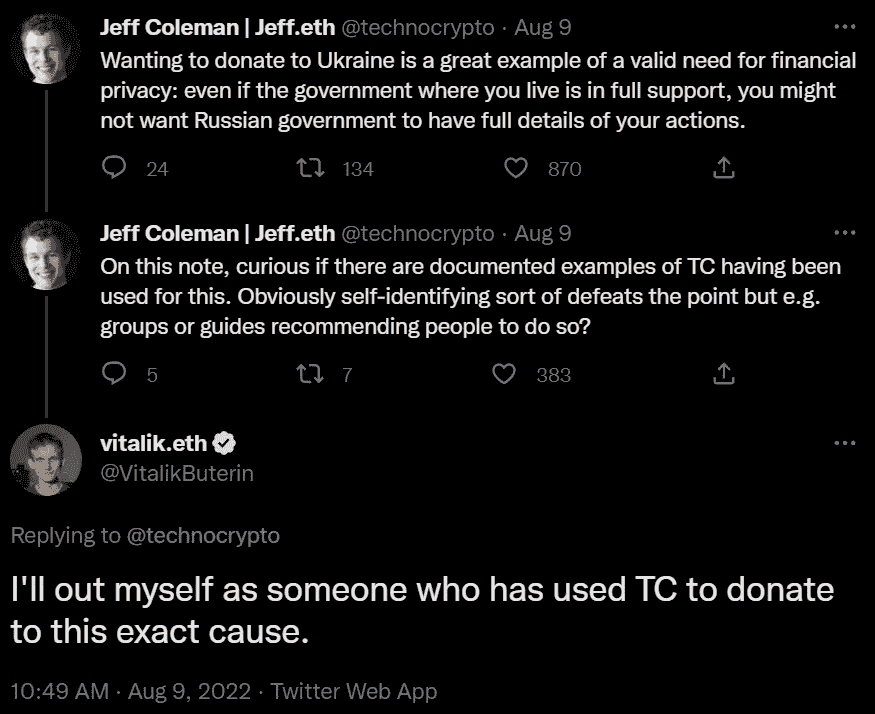 Jeff Coleman | Jeff.eth @technocrypto · Aug 9
Wanting to donate to Ukraine is a great example of a valid need for financial
privacy: even if the government where you live is in full support, you might
not want Russian government to have full details of your actions.
24 134 870
Jeff Coleman | Jeff.eth @technocrypto · Aug 9
On this note, curious if there are documented examples of TC having been
used for this. Obviously self-identifying sort of defeats the point but e.g.
groups or guides recommending people to do so?
5 7 383
vitalik.eth
@VitalikButerin
Replying to @technocrypto
I'll out myself as someone who has used TC to donate
to this exact cause.
10:49 AM · Aug 9, 2022 · Twitter Web App